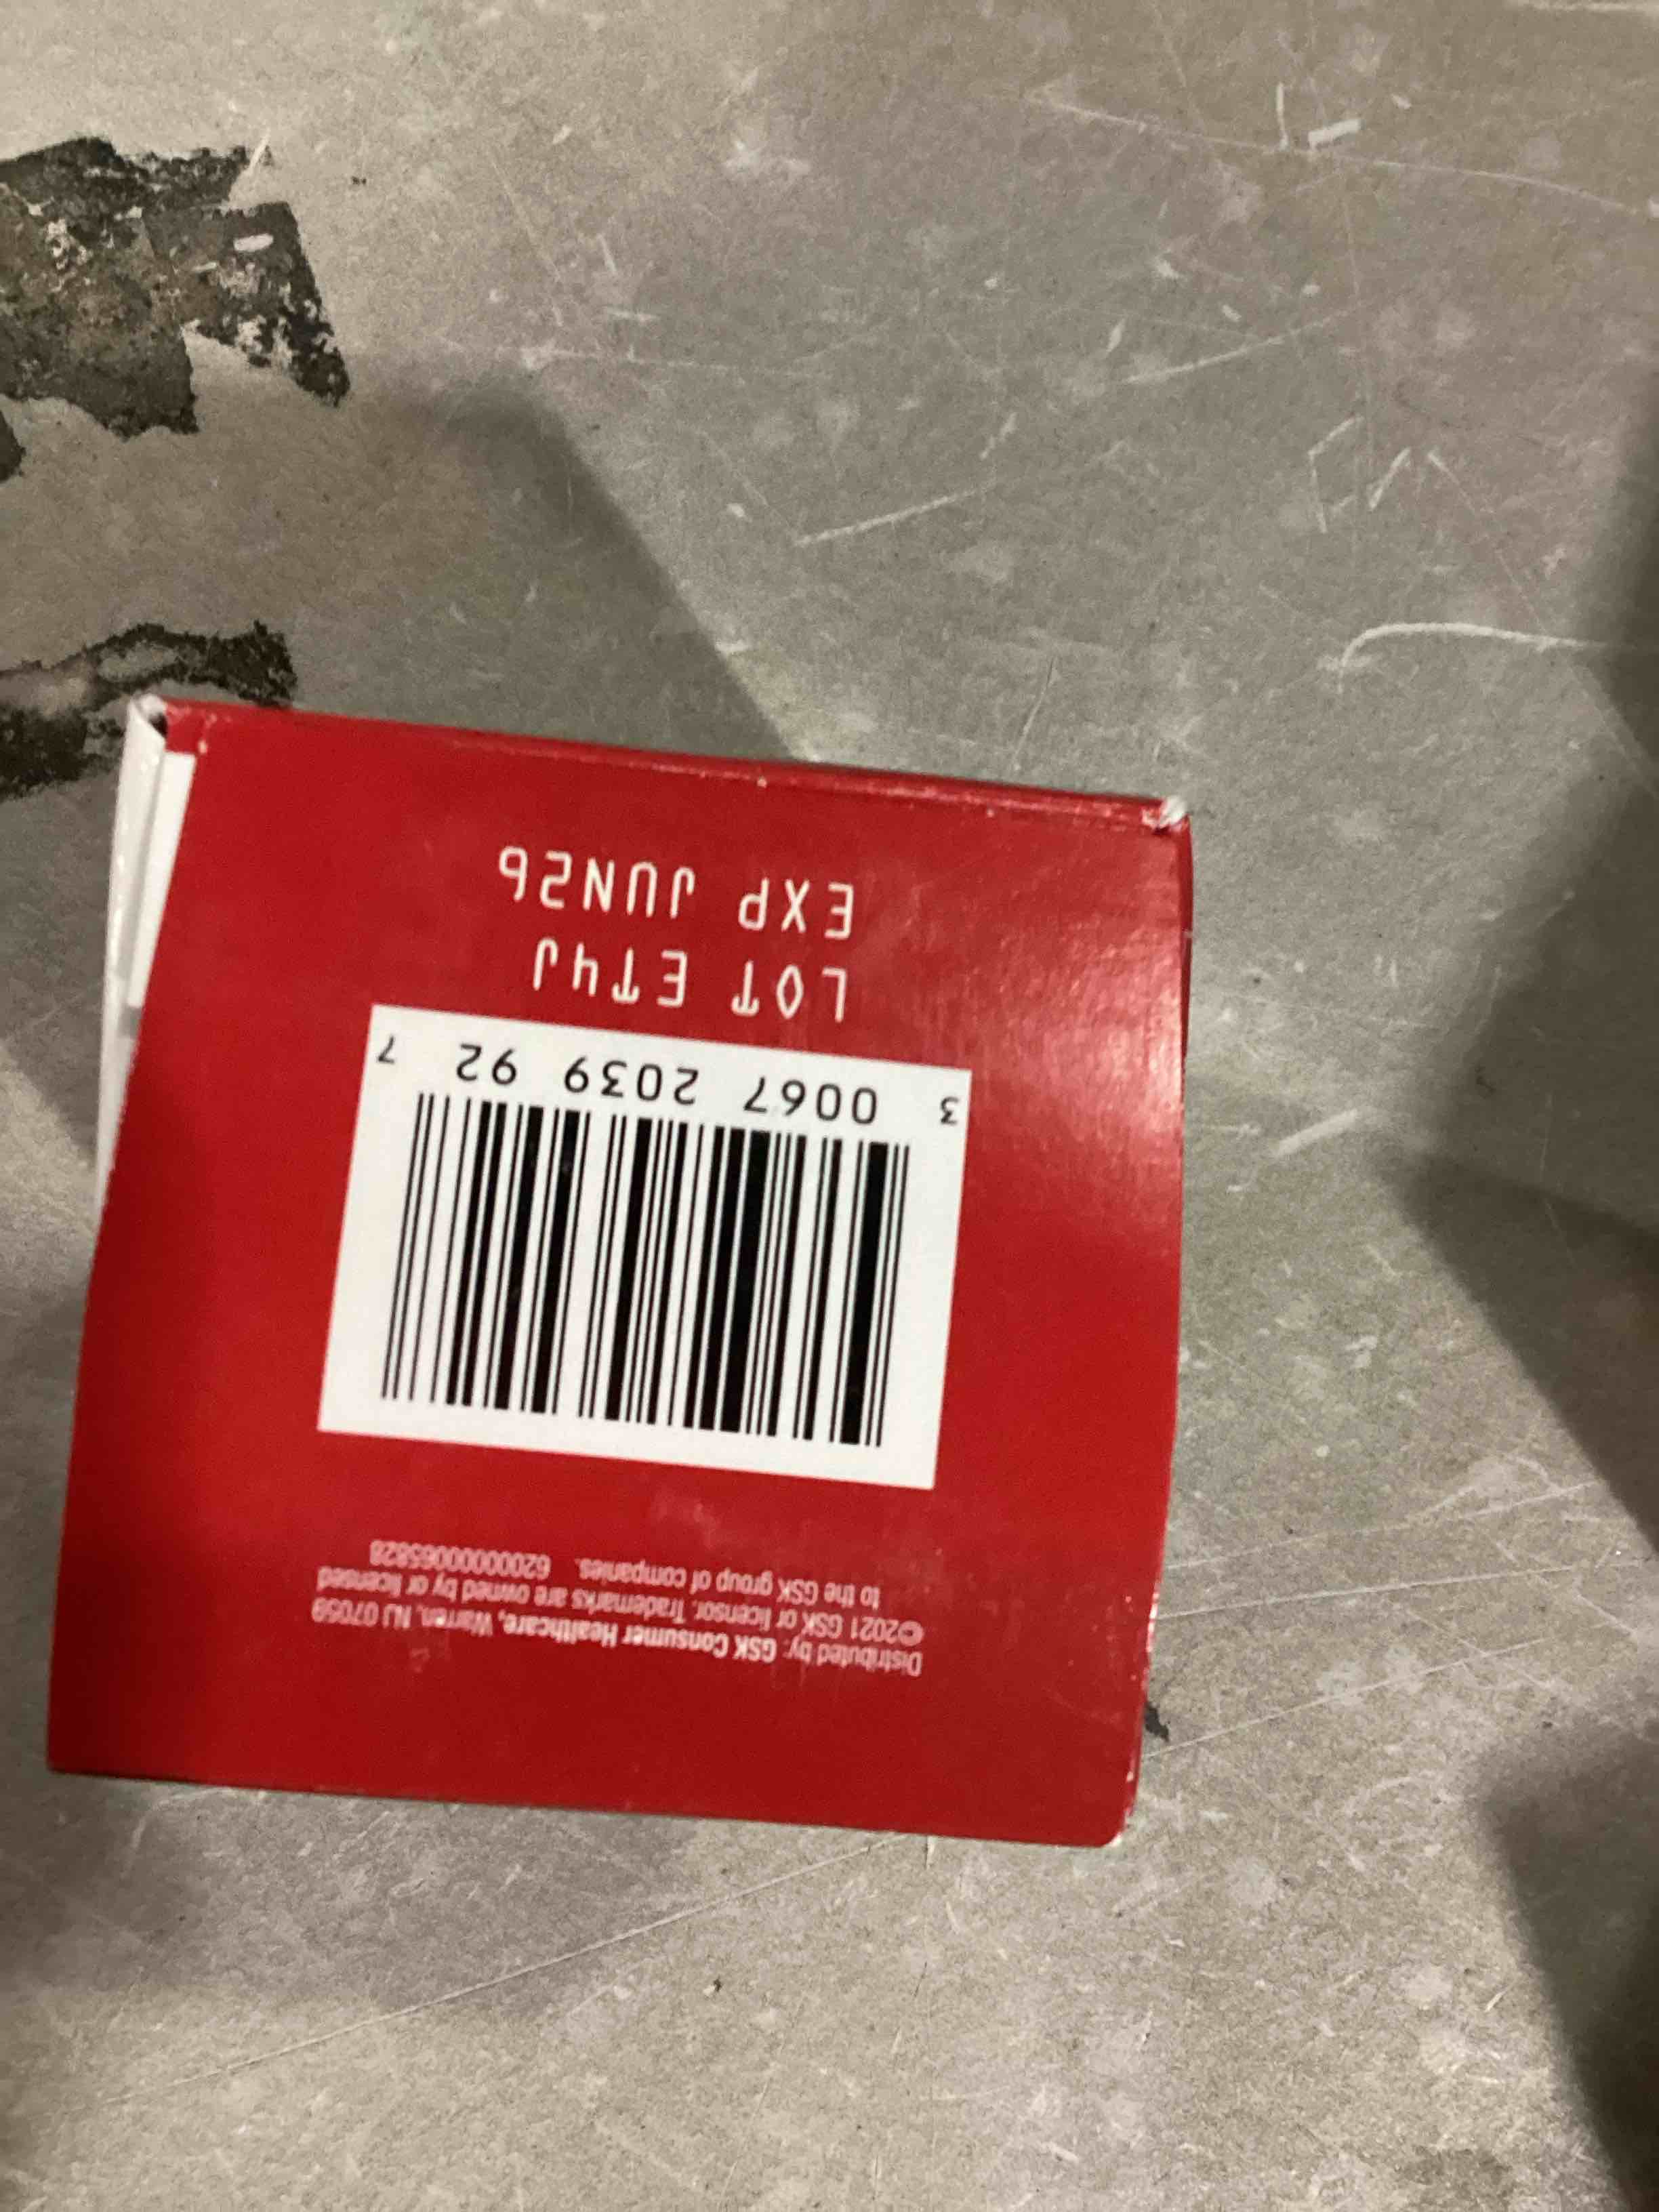 Distributed by: GSK Consumer Healthcare, Warren, NJ 07059
©2021 GSK or licensor. Trademarks are owned by or licensed
to the GSK group of companies. 62000000065828
3 0067 2039 92 7
LOT ET4J
EXP JUN26